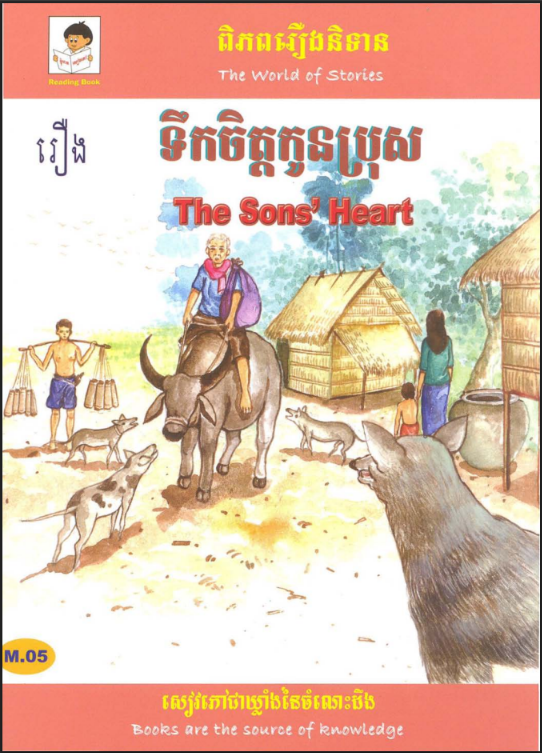 ពិភពរឿងនិទាន
The World of Stories
Reading Book
រឿង
ទឹកចិត្តកូនប្រុស
The Sons' Heart
M.05
សៀវភៅជាឃ្លាំងនៃចំណេះដឹង
Books are the source of knowledge